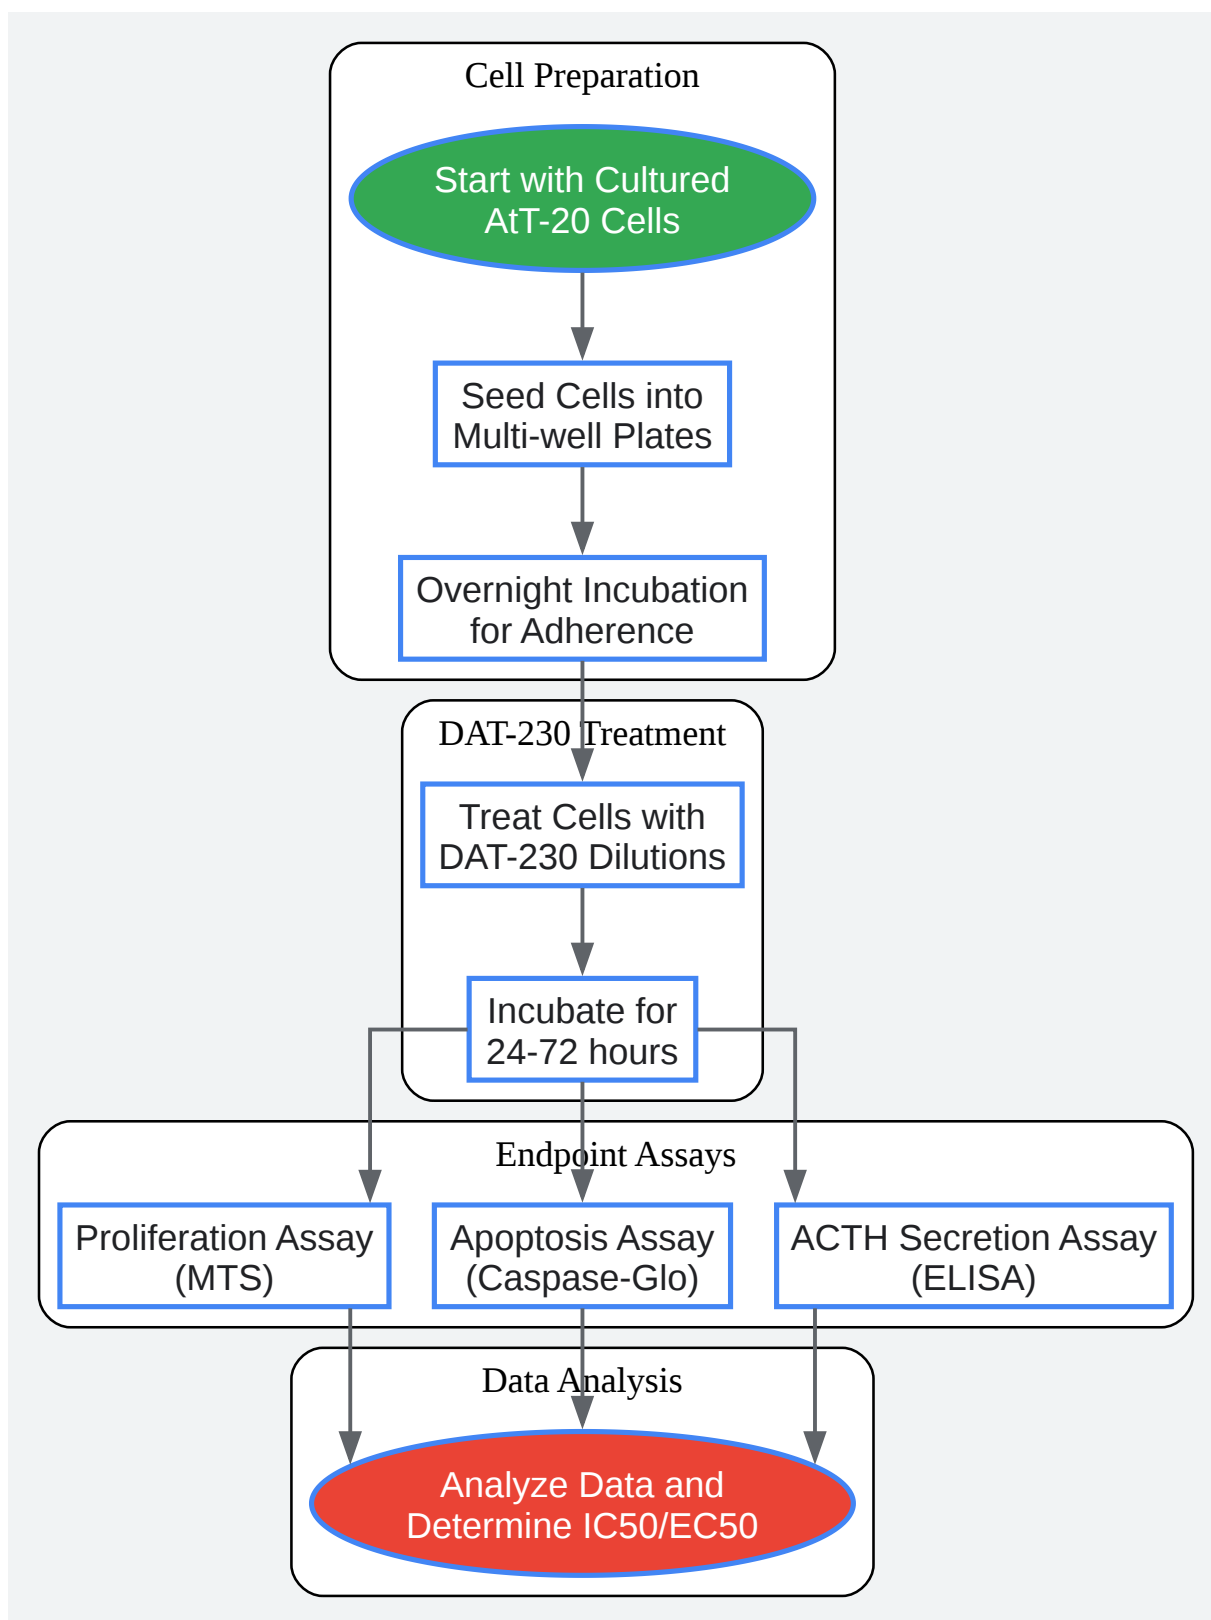 Cell Preparation
Start with Cultured
AtT-20 Cells
Seed Cells into
Multi-well Plates
Overnight Incubation
for Adherence
DAT-230 Treatment
Treat Cells with
DAT-230 Dilutions
Incubate for
24-72 hours
Endpoint Assays
Proliferation Assay
(MTS)
Apoptosis Assay
(Caspase-Glo)
ACTH Secretion Assay
(ELISA)
Data Analysis
Analyze Data and
Determine IC50/EC50